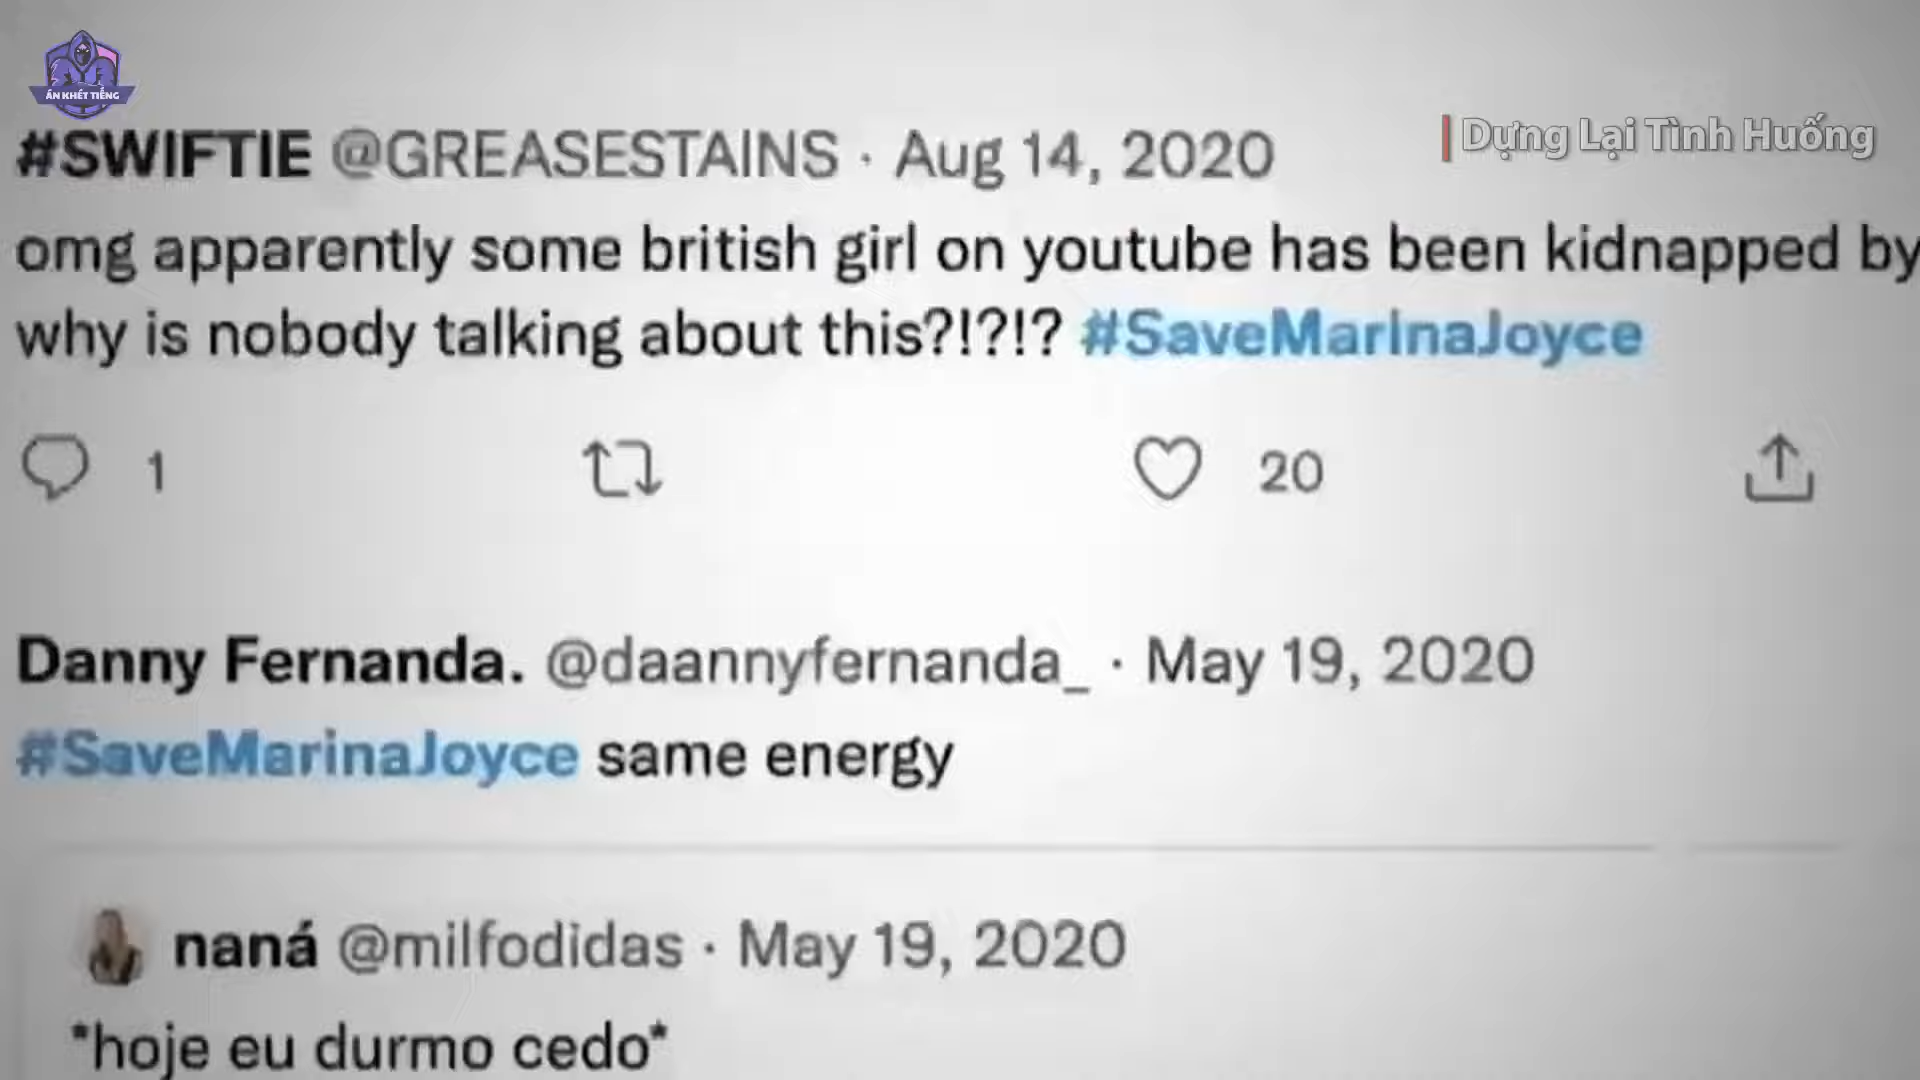 ÁN KHÉT TIẾNG
#SWIFTIE @GREASESTAINS · Aug 14, 2020
Dựng Lại Tình Huống
omg apparently some british girl on youtube has been kidnapped by
why is nobody talking about this?!?!? #SaveMarinaJoyce
1 20
Danny Fernanda. @daannyfernanda_ · May 19, 2020
#SaveMarinaJoyce same energy
naná @milfodidas · May 19, 2020
*hoje eu durmo cedo*